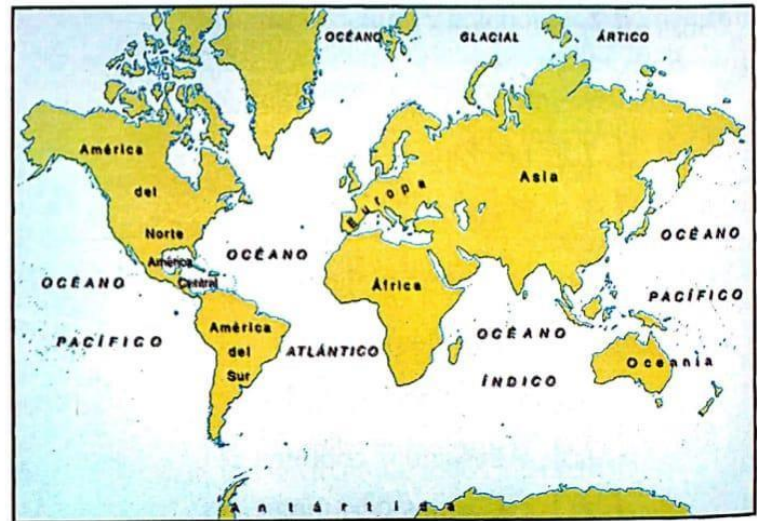 OCÉANO GLACIAL ÁRTICO
América
del
Norte
América
Central
América
del
Sur
Europa
Asia
África
Oceanía
OCÉANO
PACÍFICO
OCÉANO
ATLÁNTICO
OCÉANO
ÍNDICO
OCÉANO
PACÍFICO
Antártida